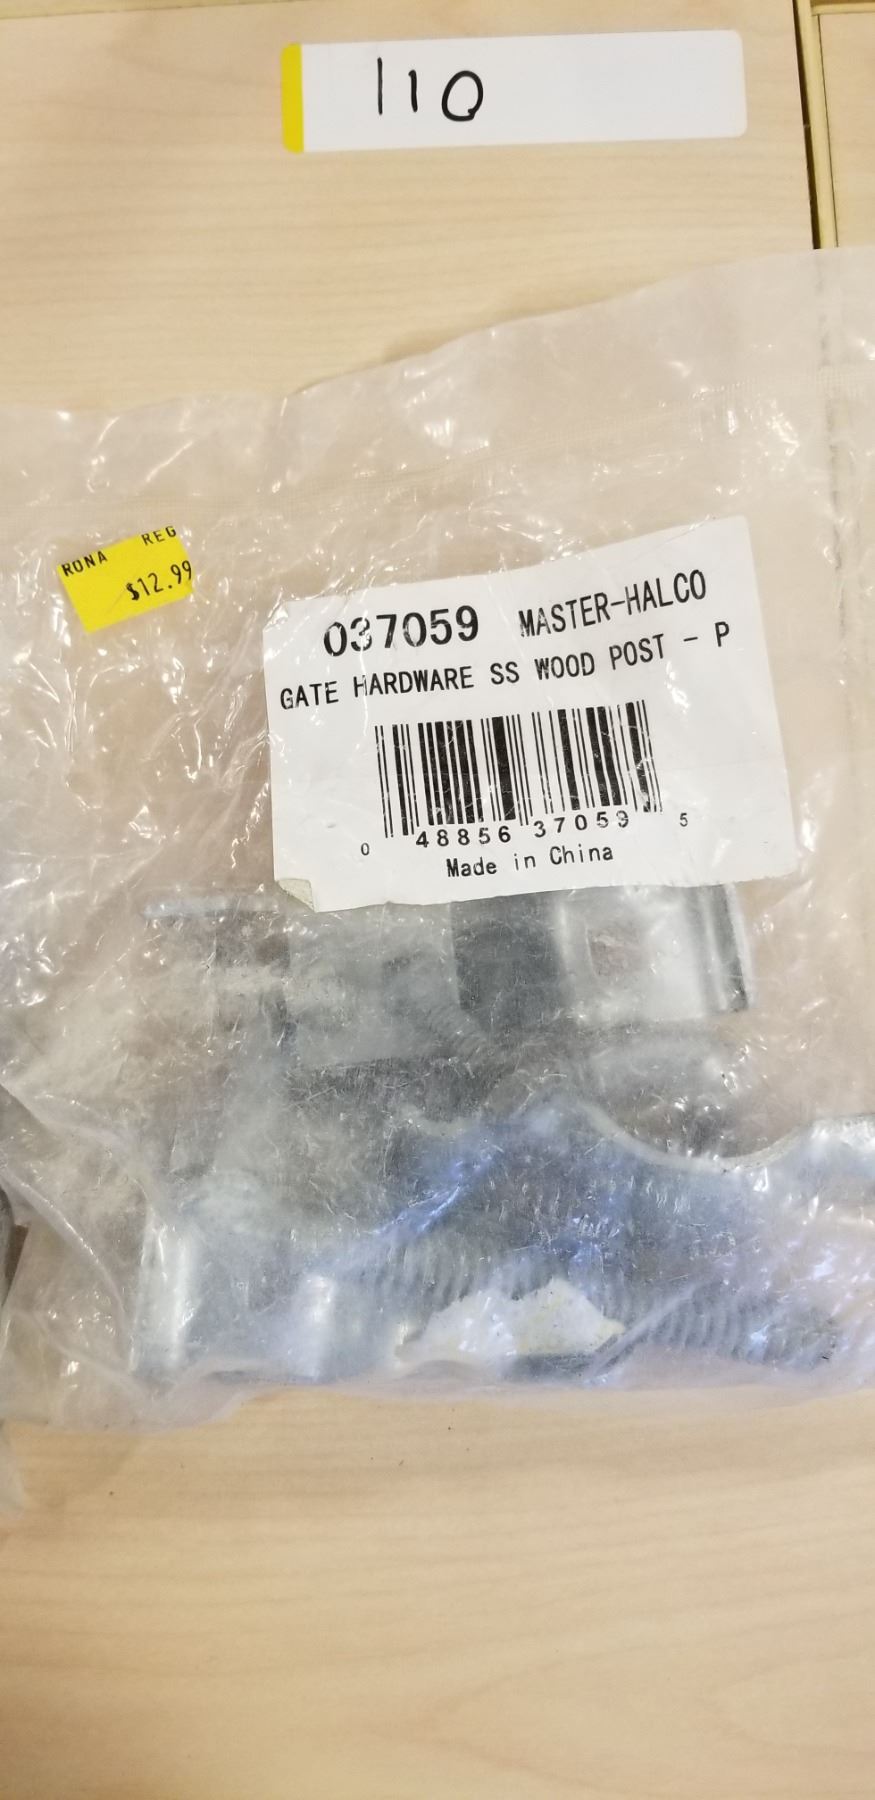 110
RONA REG
$12.99
037059 MASTER-HALCO
GATE HARDWARE SS WOOD POST - P
0 48856 37059 5
Made in China